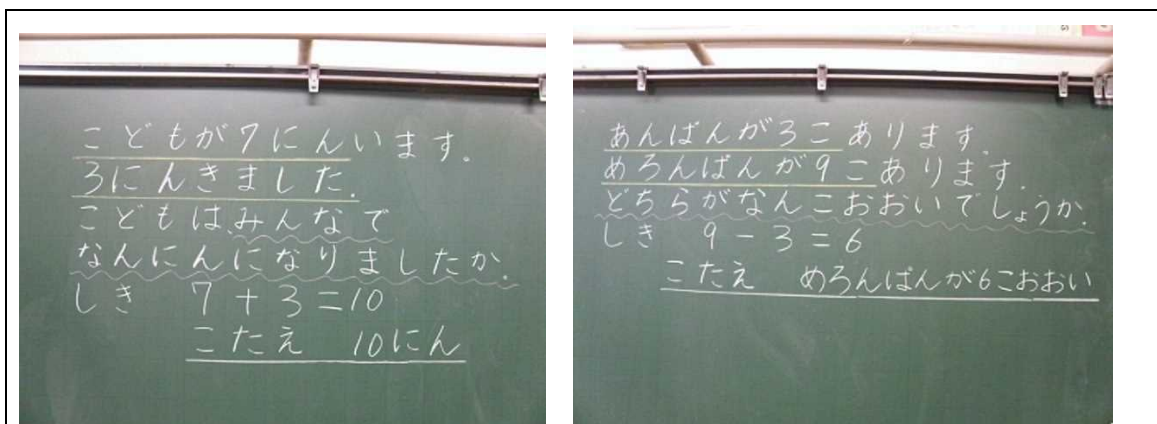 こどもが7にんいます。
3にんきました。
こどもは、みんなで
なんにんになりましたか。
しき 7+3=10
こたえ 10にん
あんぱんが3こあります。
めろんぱんが9こあります。
どちらがなんこおおいでしょうか。
しき 9-3=6
こたえ めろんぱんが6こおおい